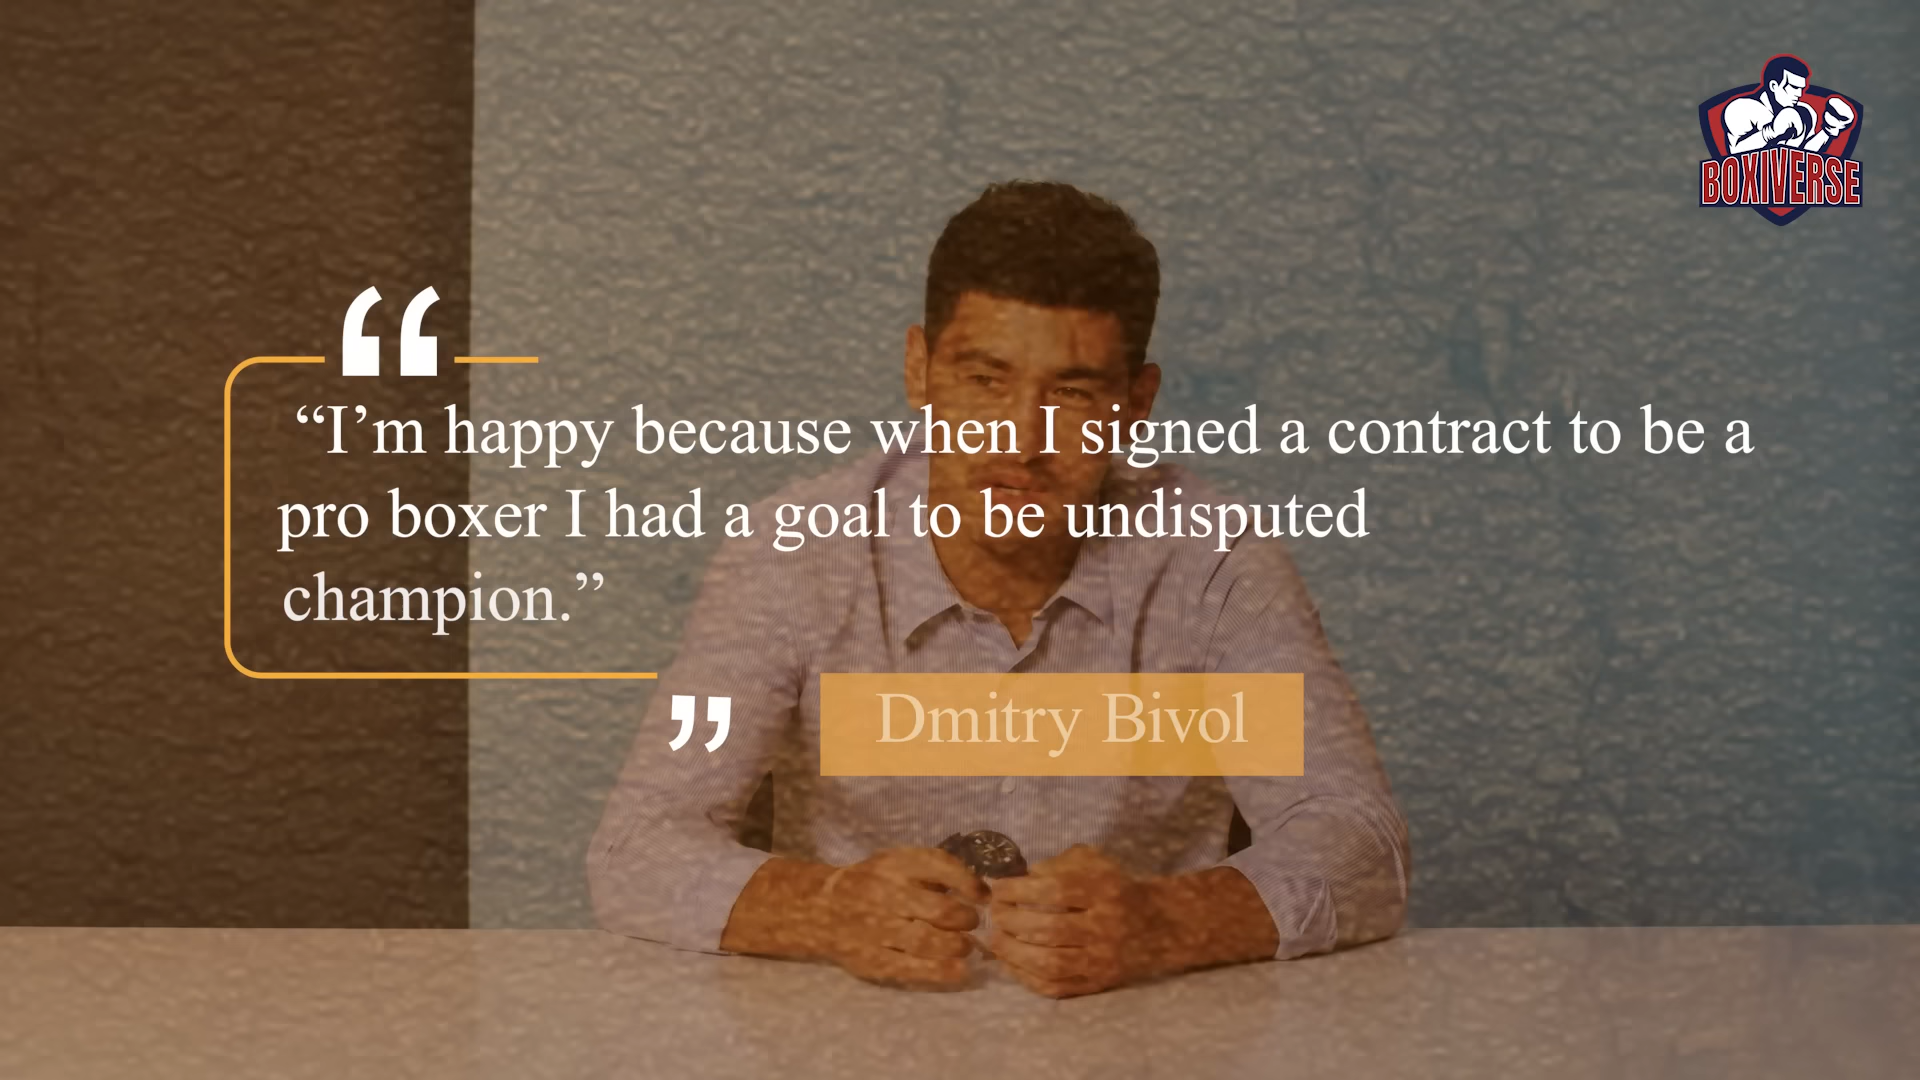 BOXIVERSE
“I’m happy because when I signed a contract to be a
pro boxer I had a goal to be undisputed
champion.”
Dmitry Bivol